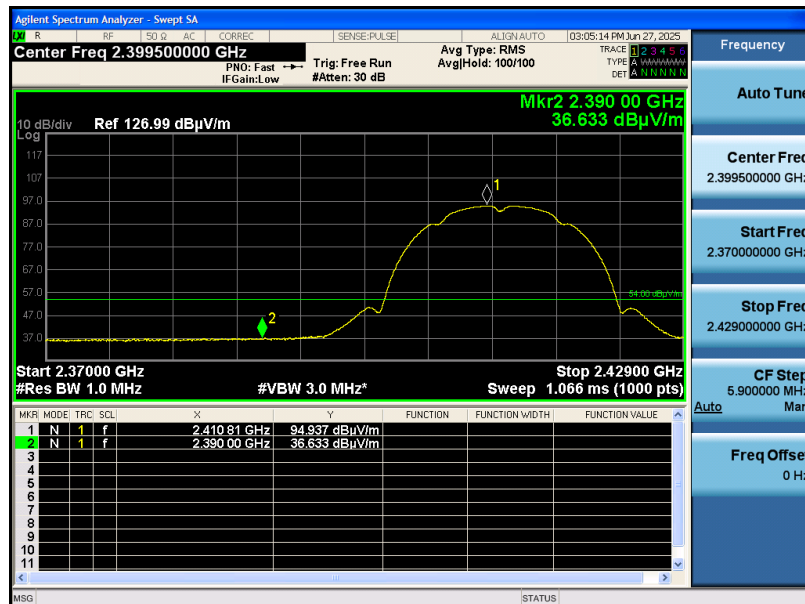 Agilent Spectrum Analyzer - Swept SA
LXI R RF 50 Ω AC CORREC SENSE:PULSE ALIGN AUTO 03:05:14 PM Jun 27, 2025
Center Freq 2.399500000 GHz
PNO: Fast
IFGain:Low
Trig: Free Run
#Atten: 30 dB
Avg Type: RMS
Avg|Hold: 100/100
TRACE 1 2 3 4 5 6
TYPE A WWWWW
DET A N N N N N
Mkr2 2.390 00 GHz
36.633 dBµV/m
10 dB/div
Log
Ref 126.99 dBµV/m
117
107
97.0
87.0
77.0
67.0
57.0
47.0
37.0
1
2
54.00 dBµV/m
Start 2.37000 GHz
Stop 2.42900 GHz
#Res BW 1.0 MHz
#VBW 3.0 MHz*
Sweep 1.066 ms (1000 pts)
MKR MODE TRC SCL X Y FUNCTION FUNCTION WIDTH FUNCTION VALUE
1 N 1 f 2.410 81 GHz 94.937 dBµV/m
2 N 1 f 2.390 00 GHz 36.633 dBµV/m
3
4
5
6
7
8
9
10
11
MSG
STATUS
Frequency
Auto Tune
Center Freq
2.399500000 GHz
Start Freq
2.370000000 GHz
Stop Freq
2.429000000 GHz
CF Step
5.900000 MHz
Auto Man
Freq Offset
0 Hz